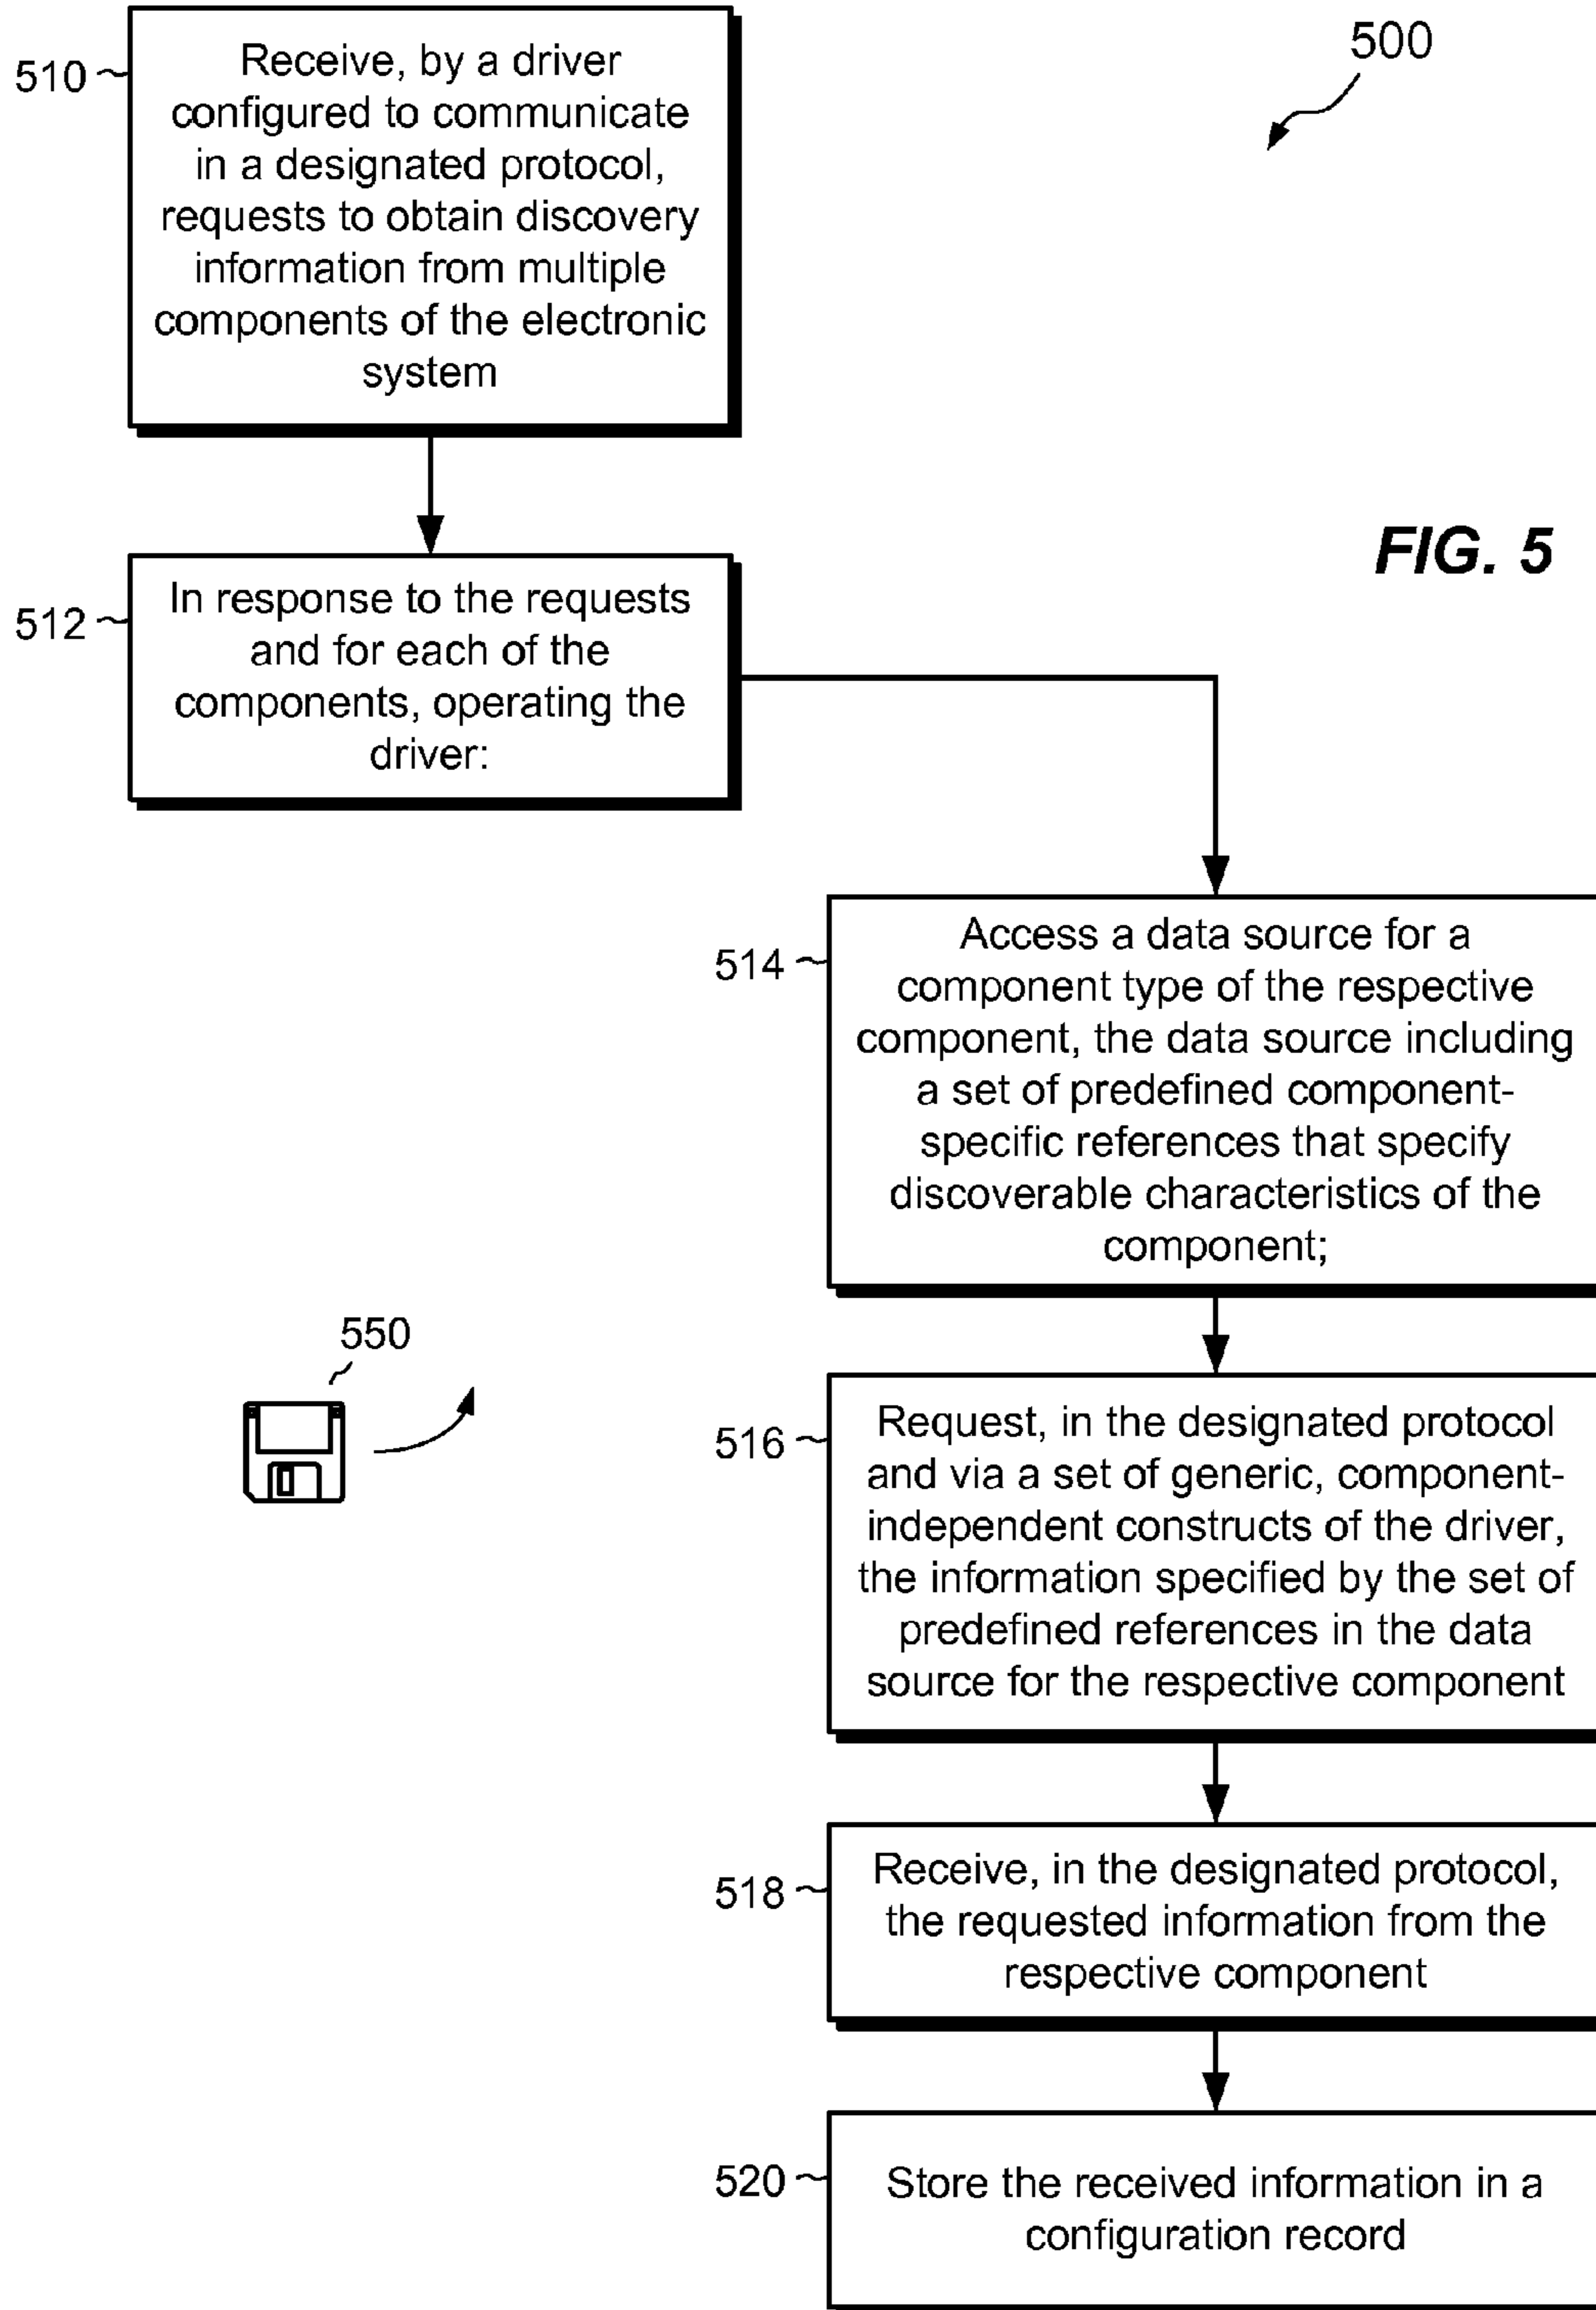 500
510
Receive, by a driver
configured to communicate
in a designated protocol,
requests to obtain discovery
information from multiple
components of the electronic
system
FIG. 5
512
In response to the requests
and for each of the
components, operating the
driver:
514
Access a data source for a
component type of the respective
component, the data source including
a set of predefined component-
specific references that specify
discoverable characteristics of the
component;
550
516
Request, in the designated protocol
and via a set of generic, component-
independent constructs of the driver,
the information specified by the set of
predefined references in the data
source for the respective component
518
Receive, in the designated protocol,
the requested information from the
respective component
520
Store the received information in a
configuration record